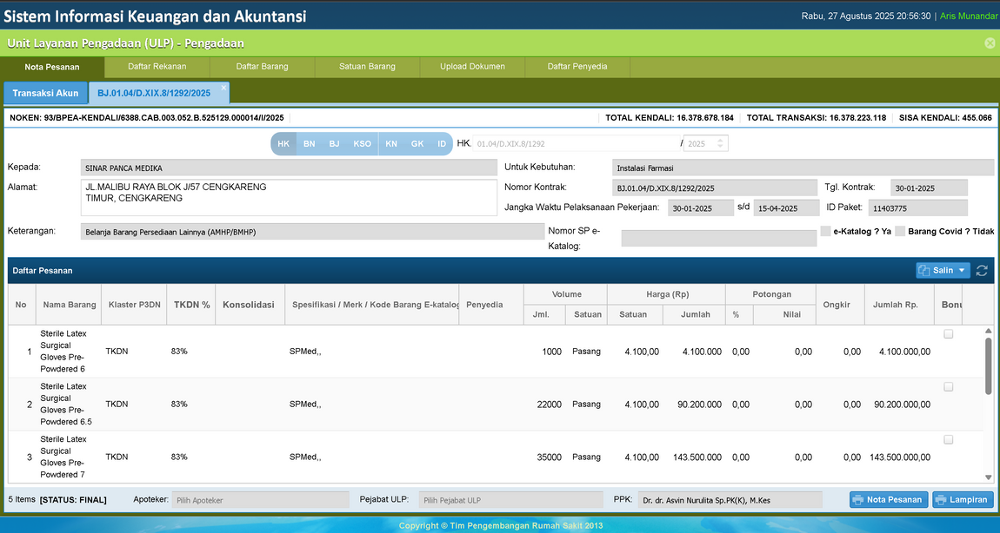 Sistem Informasi Keuangan dan Akuntansi
Rabu, 27 Agustus 2025 20:56:30 | Aris Munandar
Unit Layanan Pengadaan (ULP) - Pengadaan
Nota Pesanan Daftar Rekanan Daftar Barang Satuan Barang Upload Dokumen Daftar Penyedia
Transaksi Akun BJ.01.04/D.XIX.8/1292/2025
NOKEN: 93/BPEA-KENDALI/6388.CAB.003.052.B.525129.000014/I/2025 TOTAL KENDALI: 16.378.678.184 TOTAL TRANSAKSI: 16.378.223.118 SISA KENDALI: 455.066
HK BN BJ KSO KN GK ID HK. 01.04/D.XIX.8/1292 / 2025
Kepada: SINAR PANCA MEDIKA Untuk Kebutuhan: Instalasi Farmasi
Alamat: JL.MALIBU RAYA BLOK J/57 CENGKARENG
TIMUR, CENGKARENG
Nomor Kontrak: BJ.01.04/D.XIX.8/1292/2025 Tgl. Kontrak: 30-01-2025
Jangka Waktu Pelaksanaan Pekerjaan: 30-01-2025 s/d 15-04-2025 ID Paket: 11403775
Keterangan: Belanja Barang Persediaan Lainnya (AMHP/BMHP)
Nomor SP e-
Katalog:
e-Katalog ? Ya Barang Covid ? Tidak
Daftar Pesanan Salin
No Nama Barang Klaster P3DN TKDN % Konsolidasi Spesifikasi / Merk / Kode Barang E-katalog Penyedia Volume Harga (Rp) Potongan Ongkir Jumlah Rp. Bonu
Jml. Satuan Satuan Jumlah % Nilai
1 Sterile Latex
Surgical
Gloves Pre-
Powdered 6
TKDN 83% SPMed,, 1000 Pasang 4.100,00 4.100.000 0,00 0,00 0,00 4.100.000,00
2 Sterile Latex
Surgical
Gloves Pre-
Powdered 6.5
TKDN 83% SPMed,, 22000 Pasang 4.100,00 90.200.000 0,00 0,00 0,00 90.200.000,00
3 Sterile Latex
Surgical
Gloves Pre-
Powdered 7
TKDN 83% SPMed,, 35000 Pasang 4.100,00 143.500.000 0,00 0,00 0,00 143.500.000,00
5 Items [STATUS: FINAL] Apoteker: Pilih Apoteker Pejabat ULP: Pilih Pejabat ULP PPK: Dr. dr. Asvin Nurulita Sp.PK(K), M.Kes Nota Pesanan Lampiran
Copyright © Tim Pengembangan Rumah Sakit 2013